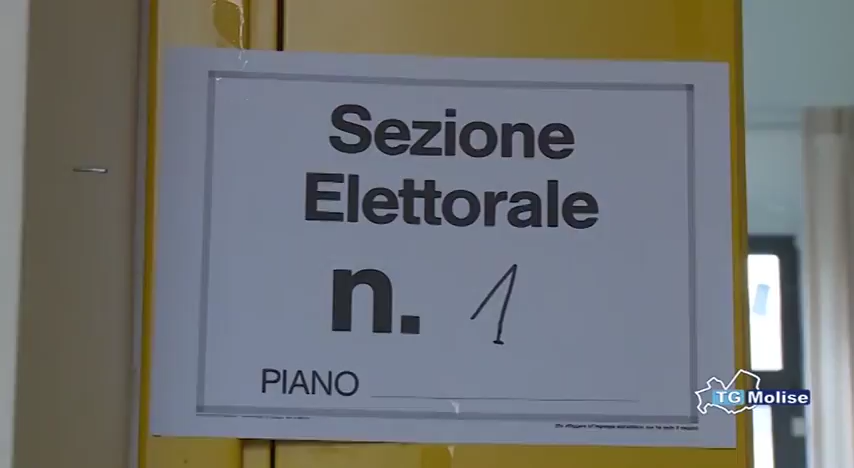 Sezione
Elettorale
n. 1
PIANO
TG Molise